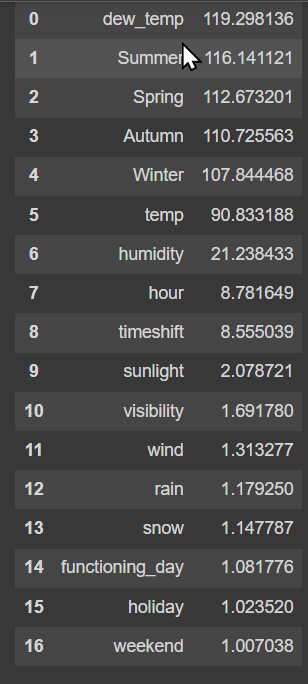 0 dew_temp 119.298136
1 Summer 116.141121
2 Spring 112.673201
3 Autumn 110.725563
4 Winter 107.844468
5 temp 90.833188
6 humidity 21.238433
7 hour 8.781649
8 timeshift 8.555039
9 sunlight 2.078721
10 visibility 1.691780
11 wind 1.313277
12 rain 1.179250
13 snow 1.147787
14 functioning_day 1.081776
15 holiday 1.023520
16 weekend 1.007038